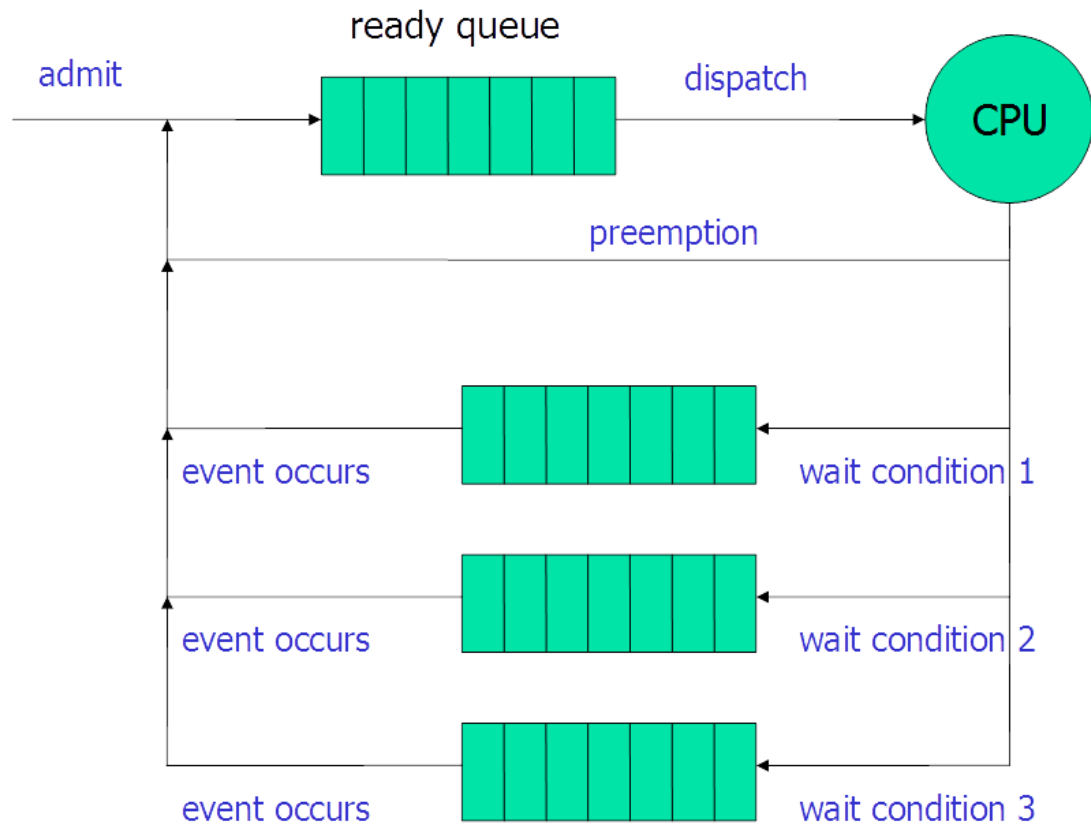 ready queue
admit
dispatch
CPU
preemption
event occurs
wait condition 1
event occurs
wait condition 2
event occurs
wait condition 3